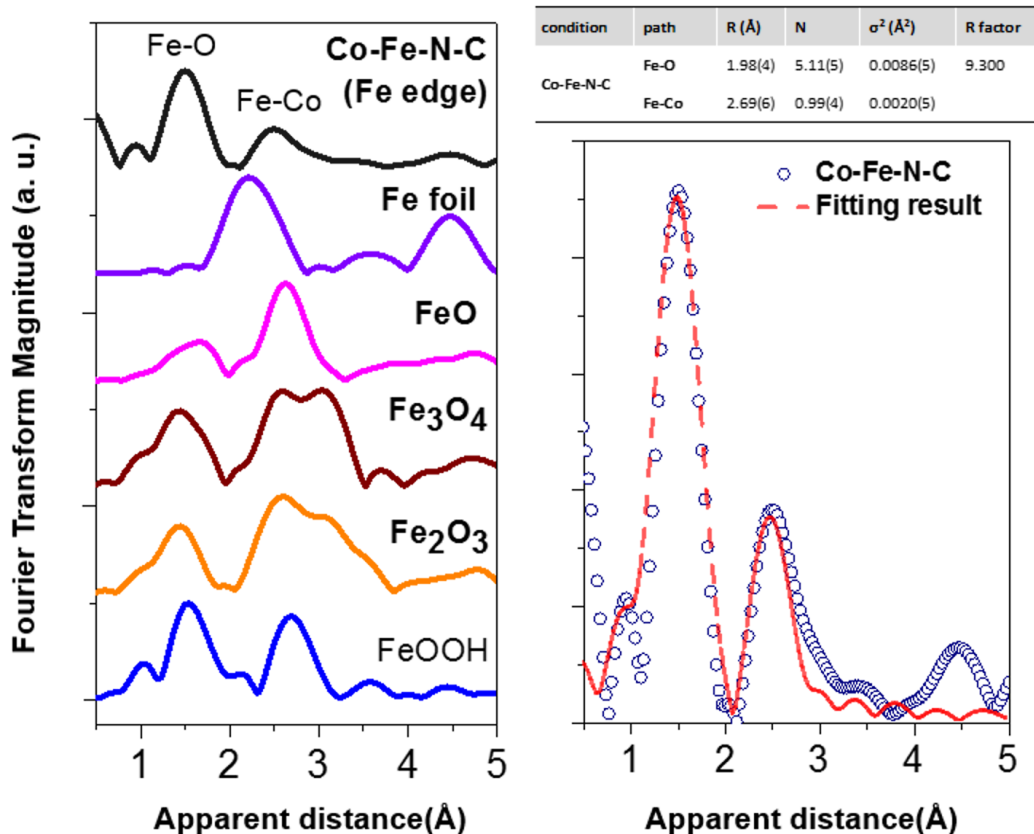 Fourier Transform Magnitude (a. u.)
Fe-O
Co-Fe-N-C
(Fe edge)
Fe-Co
Fe foil
FeO
Fe₃O₄
Fe₂O₃
FeOOH
1 2 3 4 5
Apparent distance(Å)
condition path R (Å) N σ² (Å²) R factor
Co-Fe-N-C
Fe-O 1.98(4) 5.11(5) 0.0086(5) 9.300
Fe-Co 2.69(6) 0.99(4) 0.0020(5)
Co-Fe-N-C
Fitting result
1 2 3 4 5
Apparent distance(Å)